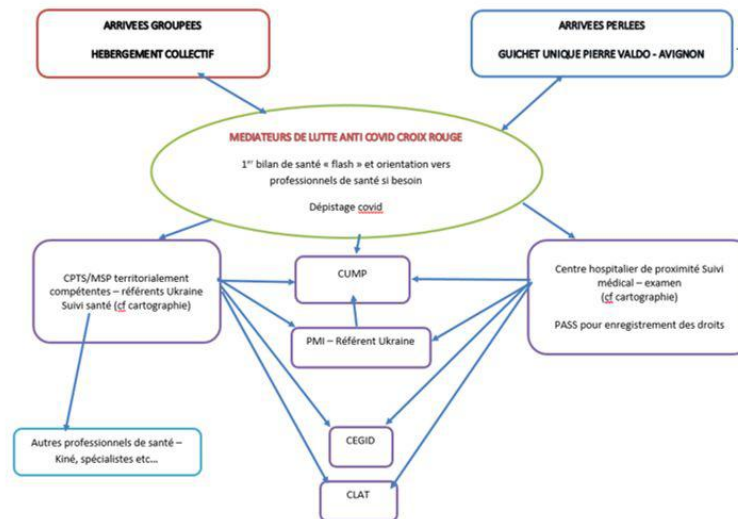 ARRIVEES GROUPEES
HEBERGEMENT COLLECTIF
ARRIVEES PERLEES
GUICHET UNIQUE PIERRE VALDO - AVIGNON
MEDIATEURS DE LUTTE ANTI COVID CROIX ROUGE
1er bilan de santé « flash » et orientation vers
professionnels de santé si besoin
Dépistage covid
CPTS/MSP territorialement
compétentes – référents Ukraine
Suivi santé (cf cartographie)
CUMP
Centre hospitalier de proximité Suivi
médical – examen
(cf cartographie)
PASS pour enregistrement des droits
PMI – Référent Ukraine
Autres professionnels de santé –
Kiné, spécialistes etc…
CEGID
CLAT